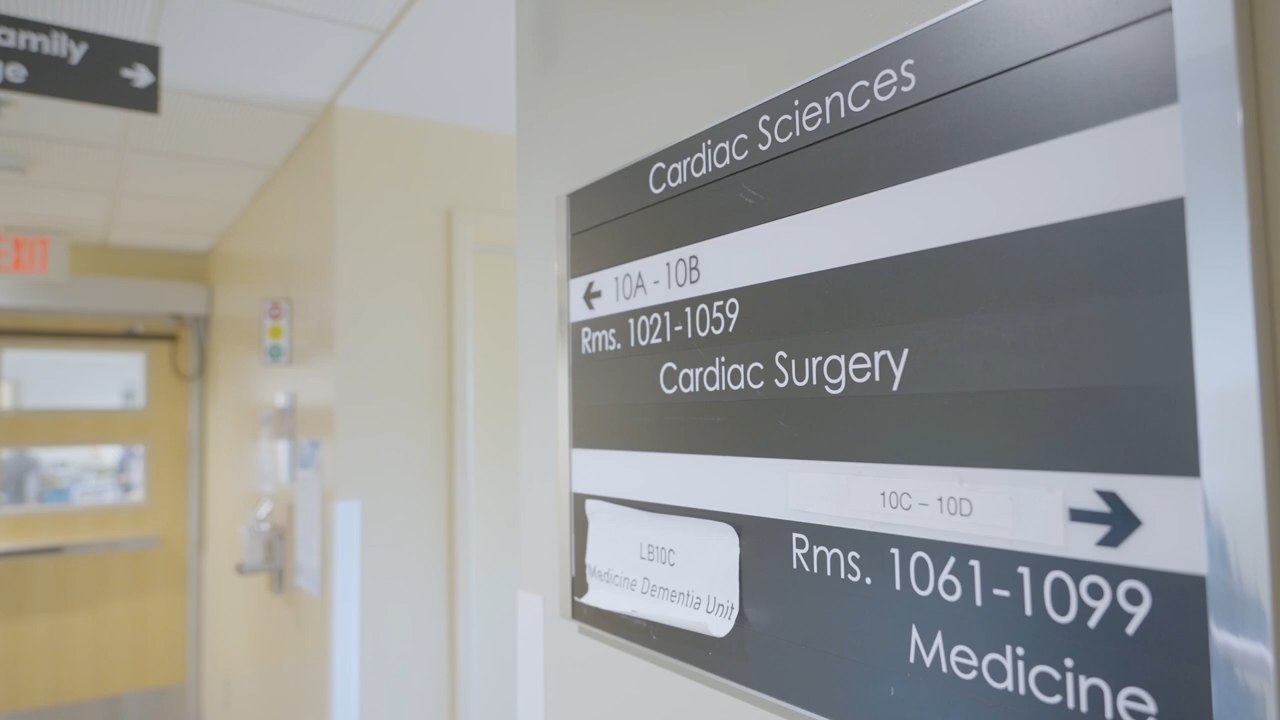 amily
ge
EXIT
Cardiac Sciences
10A - 10B
Rms. 1021-1059
Cardiac Surgery
10C – 10D
LB10C
Medicine Dementia Unit
Rms. 1061-1099
Medicine